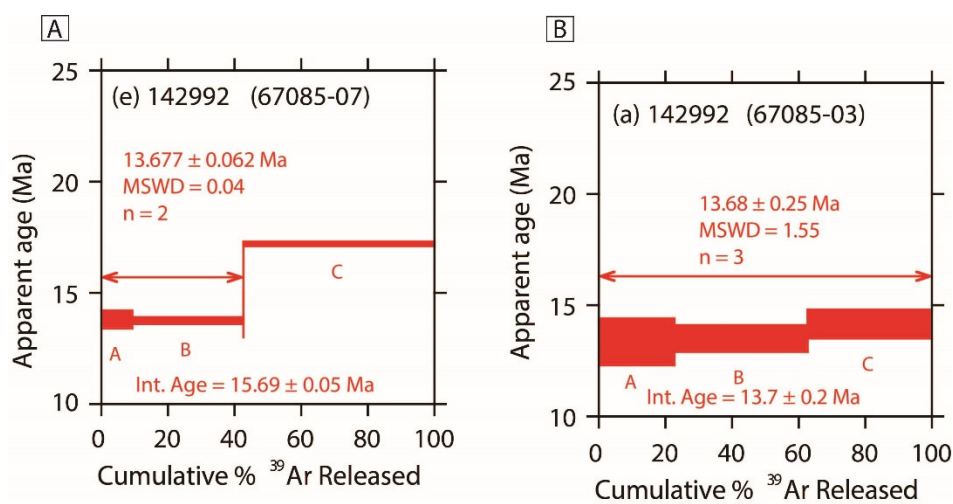 A
25
(e) 142992 (67085-07)
13.677 ± 0.062 Ma
MSWD = 0.04
n = 2
20
C
15
A
B
Int. Age = 15.69 ± 0.05 Ma
10
0 20 40 60 80 100
Cumulative % ³⁹Ar Released
Apparent age (Ma)
B
25
(a) 142992 (67085-03)
20
13.68 ± 0.25 Ma
MSWD = 1.55
n = 3
15
A
B
C
Int. Age = 13.7 ± 0.2 Ma
10
0 20 40 60 80 100
Cumulative % ³⁹Ar Released
Apparent age (Ma)